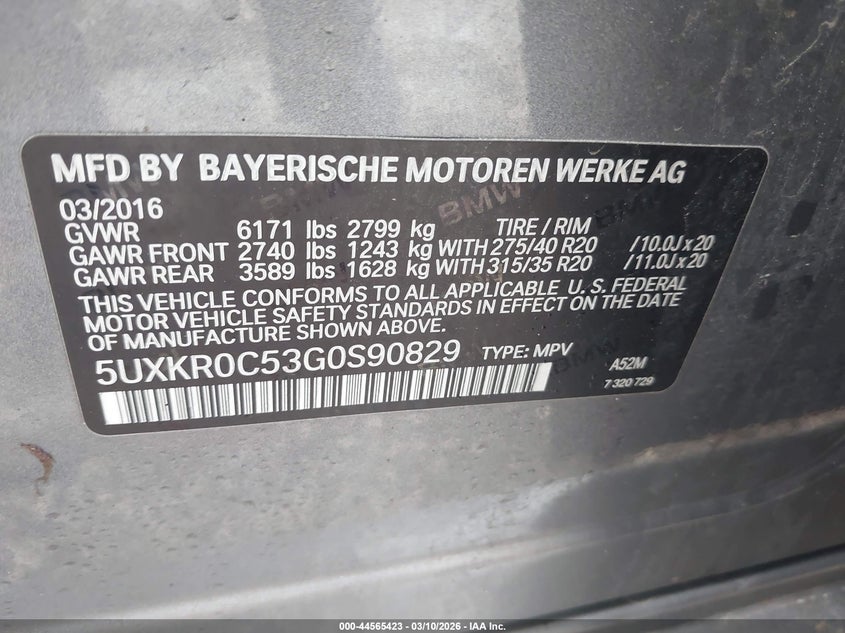 MFD BY BAYERISCHE MOTOREN WERKE AG
03/2016
GVWR 6171 lbs 2799 kg TIRE / RIM
GAWR FRONT 2740 lbs 1243 kg WITH 275/40 R20 /10.0J x 20
GAWR REAR 3589 lbs 1628 kg WITH 315/35 R20 /11.0J x 20
THIS VEHICLE CONFORMS TO ALL APPLICABLE U. S. FEDERAL
MOTOR VEHICLE SAFETY STANDARDS IN EFFECT ON THE DATE
OF MANUFACTURE SHOWN ABOVE.
5UXKR0C53G0S90829 TYPE: MPV A52M
7 320 729
BMW
BMW
000-44565423 - 03/10/2026 - IAA Inc.